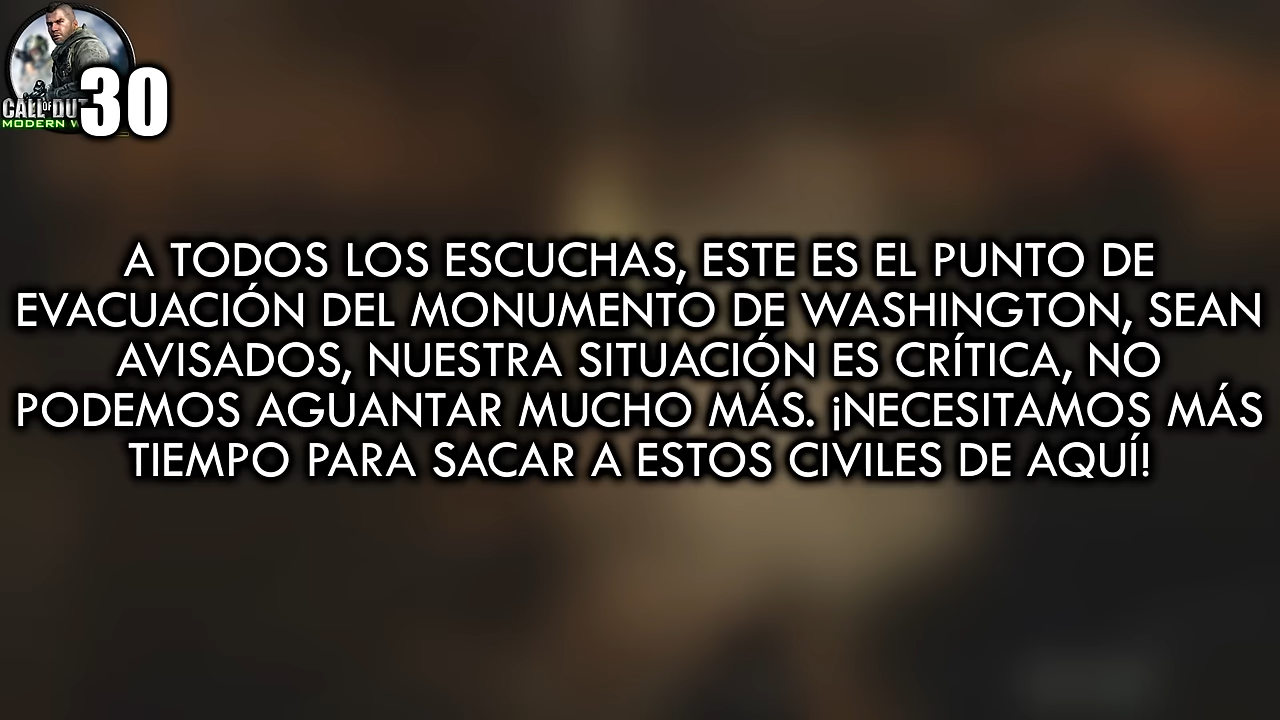 CALL OF DUT
MODERN W
30
A TODOS LOS ESCUCHAS, ESTE ES EL PUNTO DE
EVACUACIÓN DEL MONUMENTO DE WASHINGTON, SEAN
AVISADOS, NUESTRA SITUACIÓN ES CRÍTICA, NO
PODEMOS AGUANTAR MUCHO MÁS. ¡NECESITAMOS MÁS
TIEMPO PARA SACAR A ESTOS CIVILES DE AQUÍ!